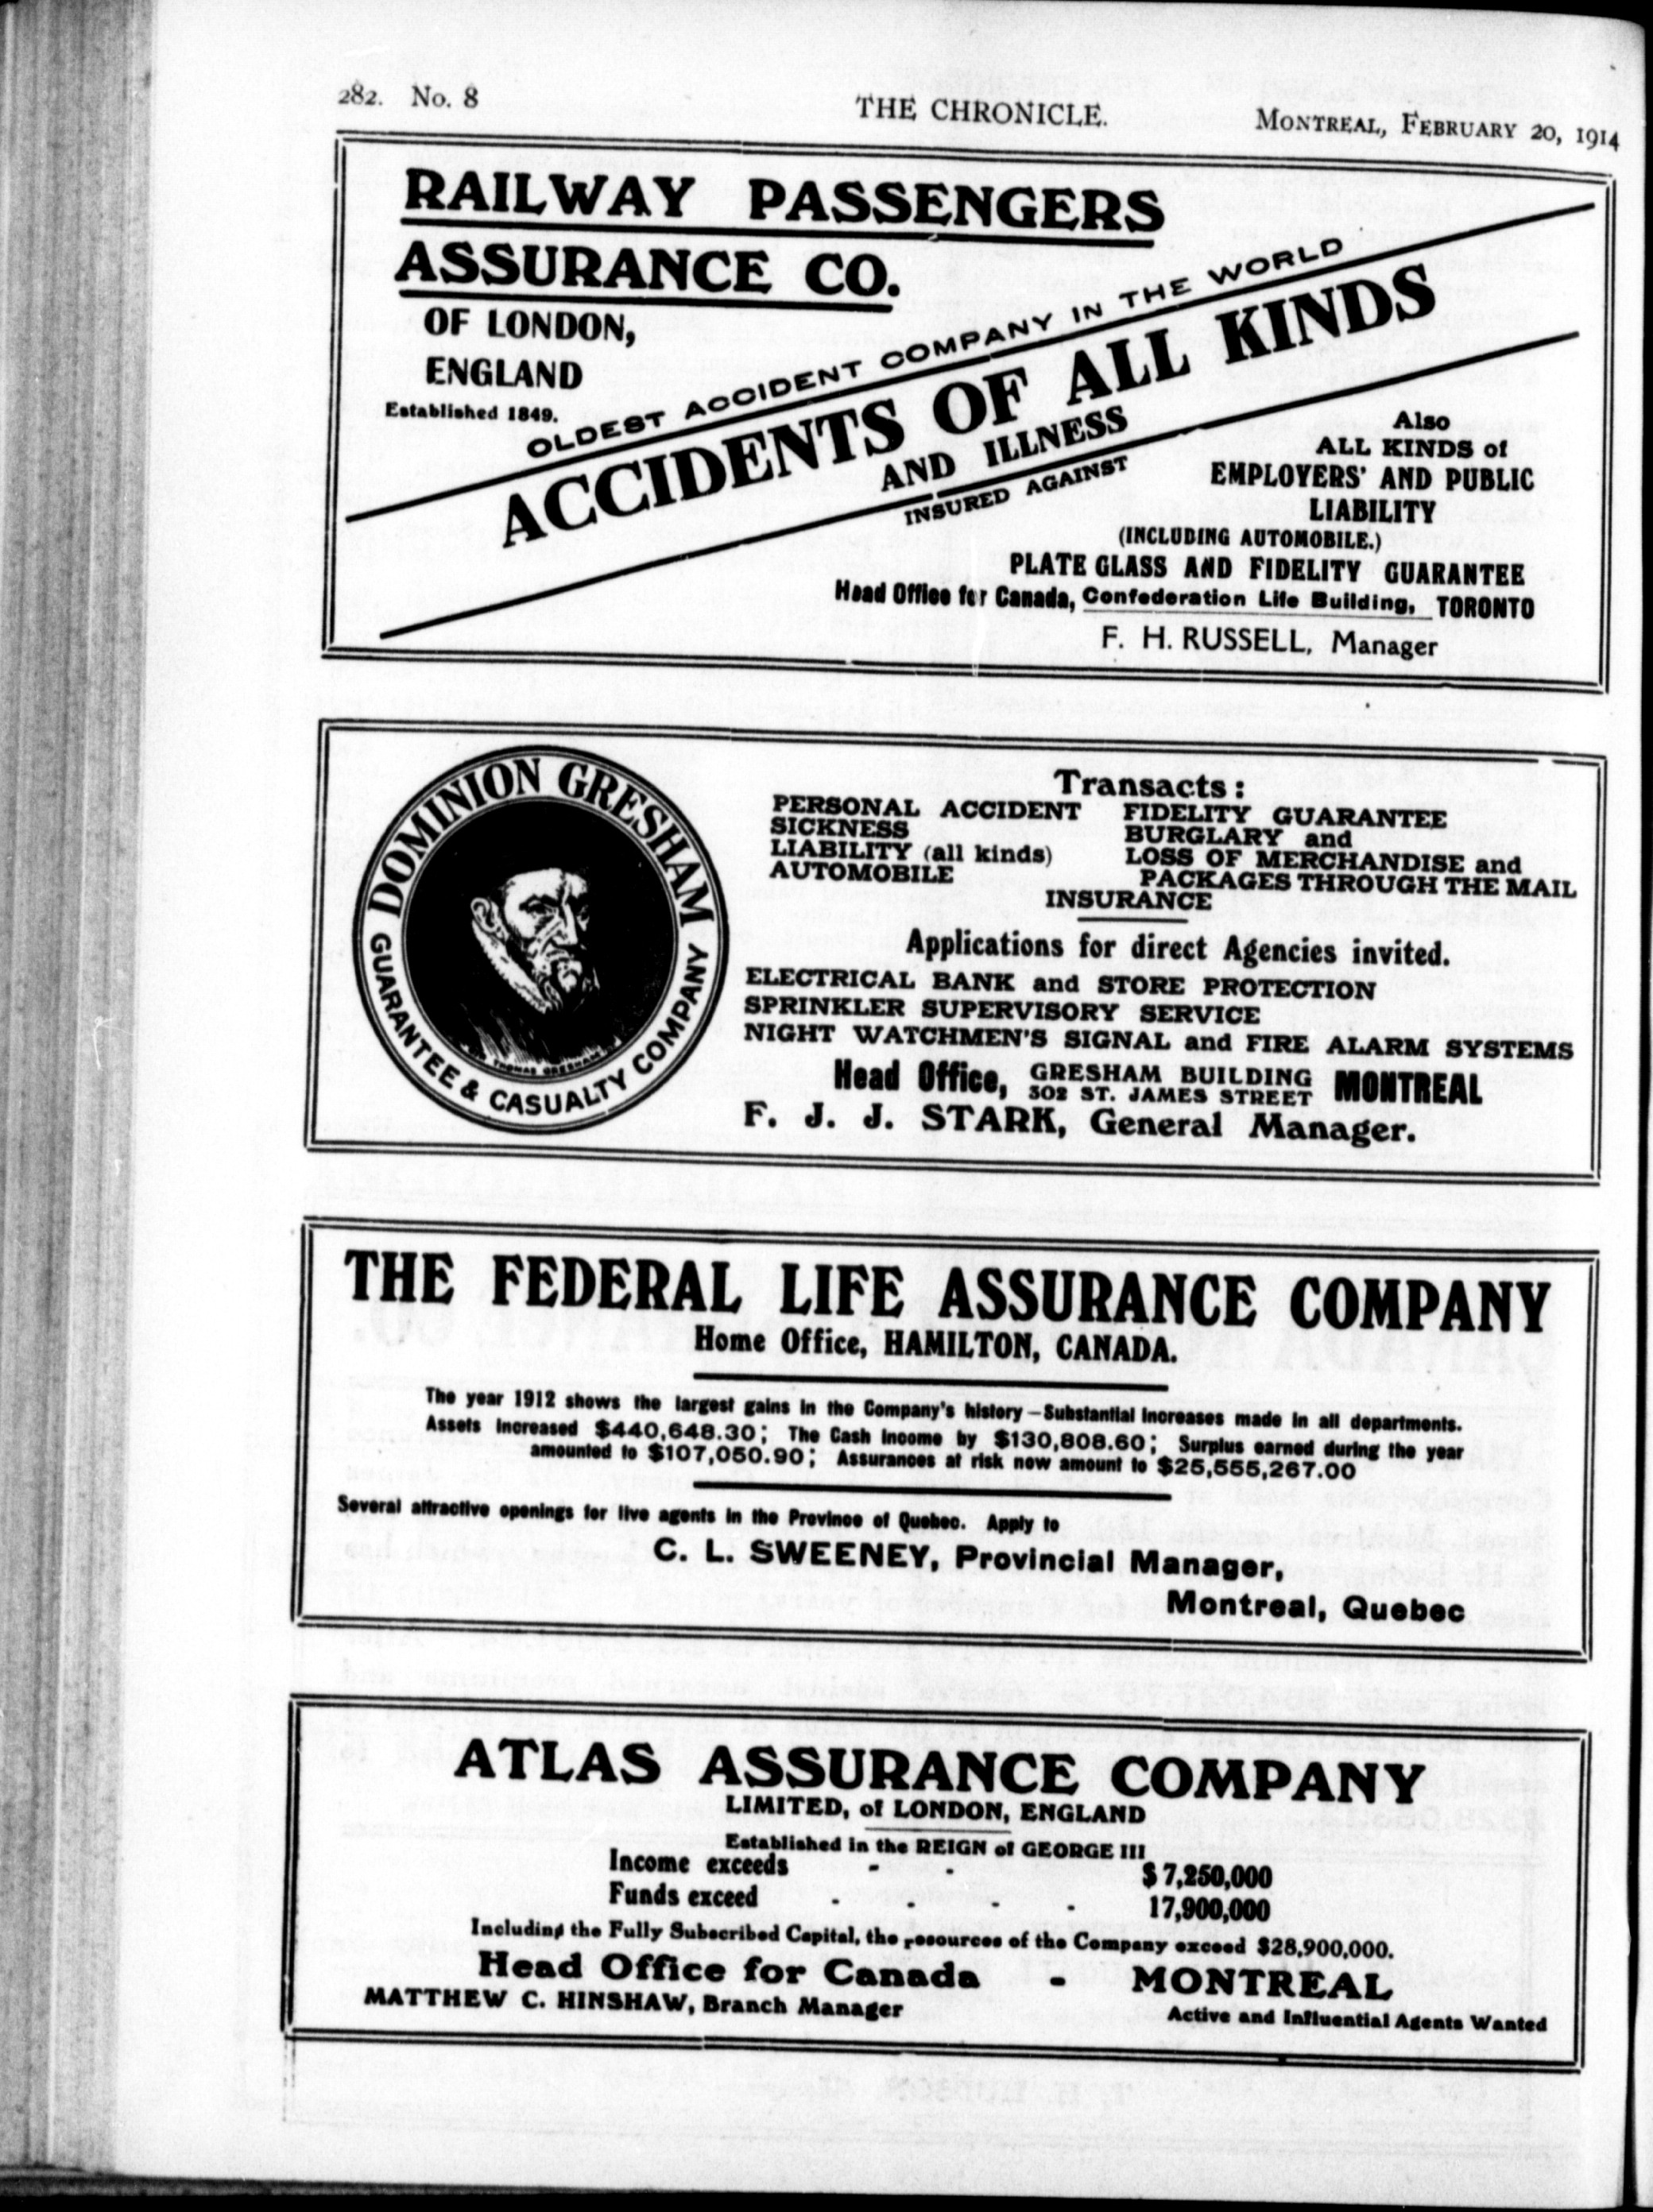 282. No. 8 THE CHRONICLE. MONTREAL, FEBRUARY 20, 1914
RAILWAY PASSENGERS
ASSURANCE CO.
OF LONDON,
ENGLAND
Established 1849.
OLDEST ACCIDENT COMPANY IN THE WORLD
ACCIDENTS OF ALL KINDS
AND ILLNESS
INSURED AGAINST
Also
ALL KINDS of
EMPLOYERS' AND PUBLIC
LIABILITY
(INCLUDING AUTOMOBILE.)
PLATE GLASS AND FIDELITY GUARANTEE
Head Office for Canada, Confederation Life Building, TORONTO
F. H. RUSSELL, Manager
DOMINION GRESHAM
GUARANTEE & CASUALTY COMPANY
THOMAS GRESHAM
Transacts:
PERSONAL ACCIDENT FIDELITY GUARANTEE
SICKNESS BURGLARY and
LIABILITY (all kinds) LOSS OF MERCHANDISE and
AUTOMOBILE PACKAGES THROUGH THE MAIL
INSURANCE
Applications for direct Agencies invited.
ELECTRICAL BANK and STORE PROTECTION
SPRINKLER SUPERVISORY SERVICE
NIGHT WATCHMEN'S SIGNAL and FIRE ALARM SYSTEMS
Head Office, GRESHAM BUILDING MONTREAL
302 ST. JAMES STREET
F. J. J. STARK, General Manager.
THE FEDERAL LIFE ASSURANCE COMPANY
Home Office, HAMILTON, CANADA.
The year 1912 shows the largest gains in the Company's history—Substantial increases made in all departments.
Assets increased $440,648.30; The Cash Income by $130,808.60; Surplus earned during the year
amounted to $107,050.90; Assurances at risk now amount to $25,555,267.00
Several attractive openings for live agents in the Province of Quebec. Apply to
C. L. SWEENEY, Provincial Manager,
Montreal, Quebec
ATLAS ASSURANCE COMPANY
LIMITED, of LONDON, ENGLAND
Established in the REIGN of GEORGE III
Income exceeds - - $ 7,250,000
Funds exceed - - - - 17,900,000
Including the Fully Subscribed Capital, the resources of the Company exceed $28,900,000.
Head Office for Canada - MONTREAL
MATTHEW C. HINSHAW, Branch Manager
Active and Influential Agents Wanted